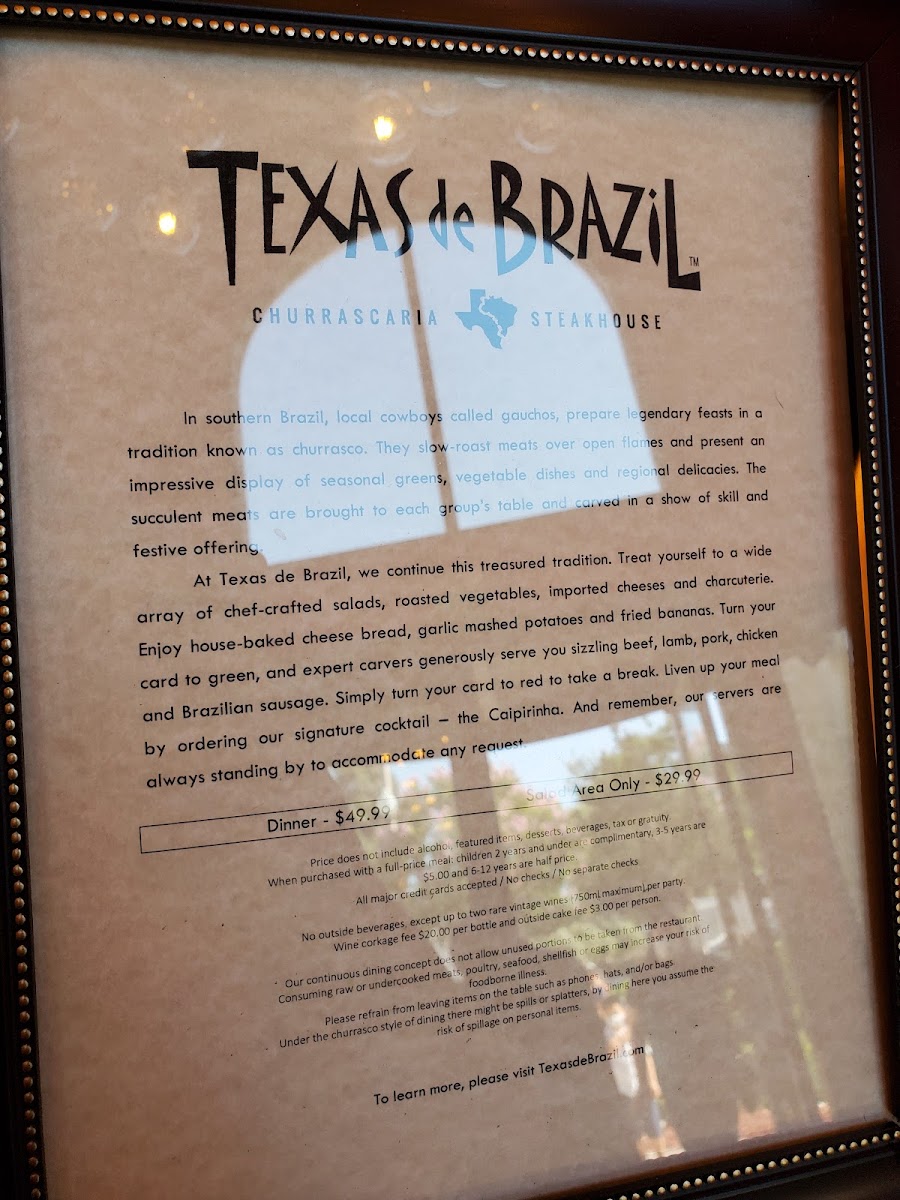 TEXAS de BRAZiL TM
CHURRASCARIA STEAKHOUSE
In southern Brazil, local cowboys called gauchos, prepare legendary feasts in a
tradition known as churrasco. They slow-roast meats over open flames and present an
impressive display of seasonal greens, vegetable dishes and regional delicacies. The
succulent meats are brought to each group's table and carved in a show of skill and
festive offering.
At Texas de Brazil, we continue this treasured tradition. Treat yourself to a wide
array of chef-crafted salads, roasted vegetables, imported cheeses and charcuterie.
Enjoy house-baked cheese bread, garlic mashed potatoes and fried bananas. Turn your
card to green, and expert carvers generously serve you sizzling beef, lamb, pork, chicken
and Brazilian sausage. Simply turn your card to red to take a break. Liven up your meal
by ordering our signature cocktail – the Caipirinha. And remember, our servers are
always standing by to accommodate any request.
Dinner - $49.99 Salad Area Only - $29.99
Price does not include alcohol, featured items, desserts, beverages, tax or gratuity.
When purchased with a full-price meal: children 2 years and under are complimentary, 3-5 years are
$5.00 and 6-12 years are half price.
All major credit cards accepted / No checks / No separate checks
No outside beverages, except up to two rare vintage wines (750ml maximum) per party.
Wine corkage fee $20.00 per bottle and outside cake fee $3.00 per person.
Our continuous dining concept does not allow unused portions to be taken from the restaurant.
Consuming raw or undercooked meats, poultry, seafood, shellfish or eggs may increase your risk of
foodborne illness.
Please refrain from leaving items on the table such as phones, hats, and/or bags.
Under the churrasco style of dining there might be spills or splatters, by dining here you assume the
risk of spillage on personal items.
To learn more, please visit TexasdeBrazil.com